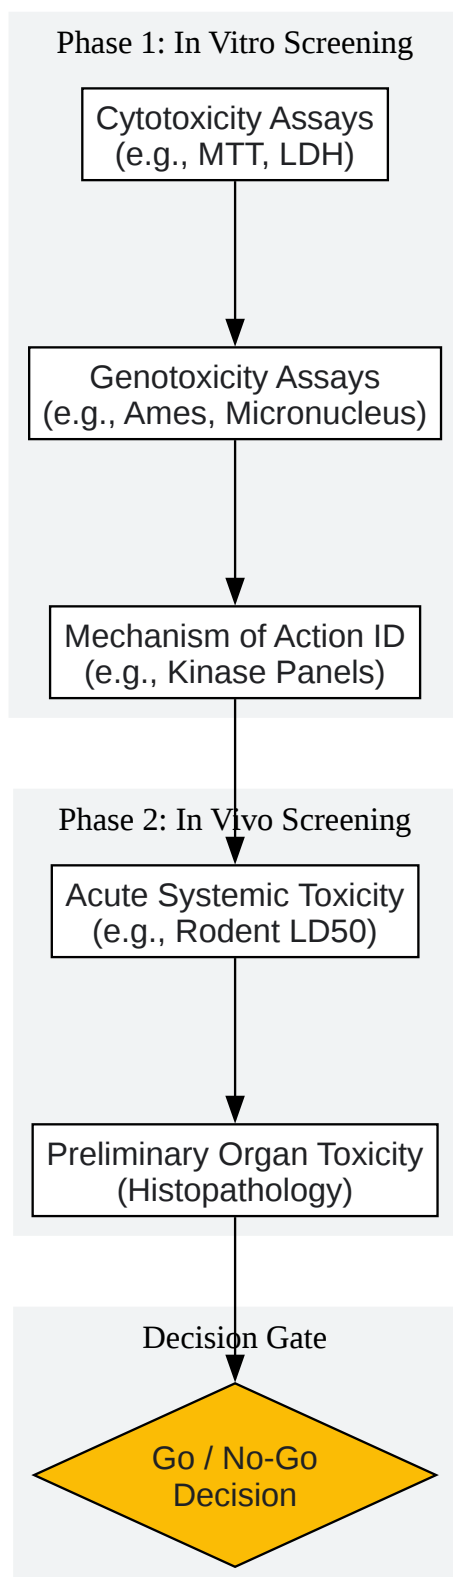 Phase 1: In Vitro Screening
Cytotoxicity Assays
(e.g., MTT, LDH)
Genotoxicity Assays
(e.g., Ames, Micronucleus)
Mechanism of Action ID
(e.g., Kinase Panels)
Phase 2: In Vivo Screening
Acute Systemic Toxicity
(e.g., Rodent LD50)
Preliminary Organ Toxicity
(Histopathology)
Decision Gate
Go / No-Go
Decision